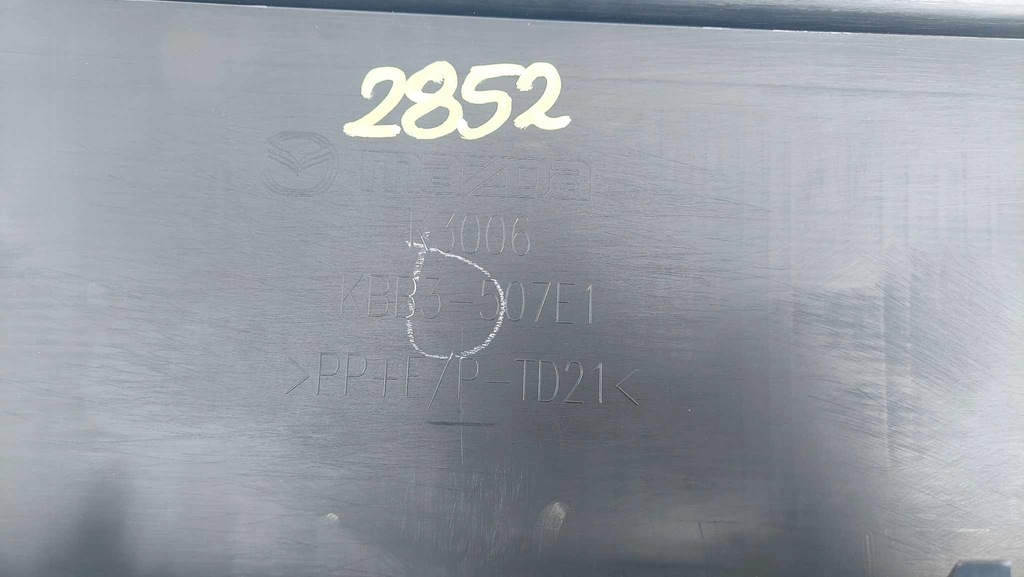 2852
mazda
K3006
KBB3-507E1
>PP+E/P-TD21<